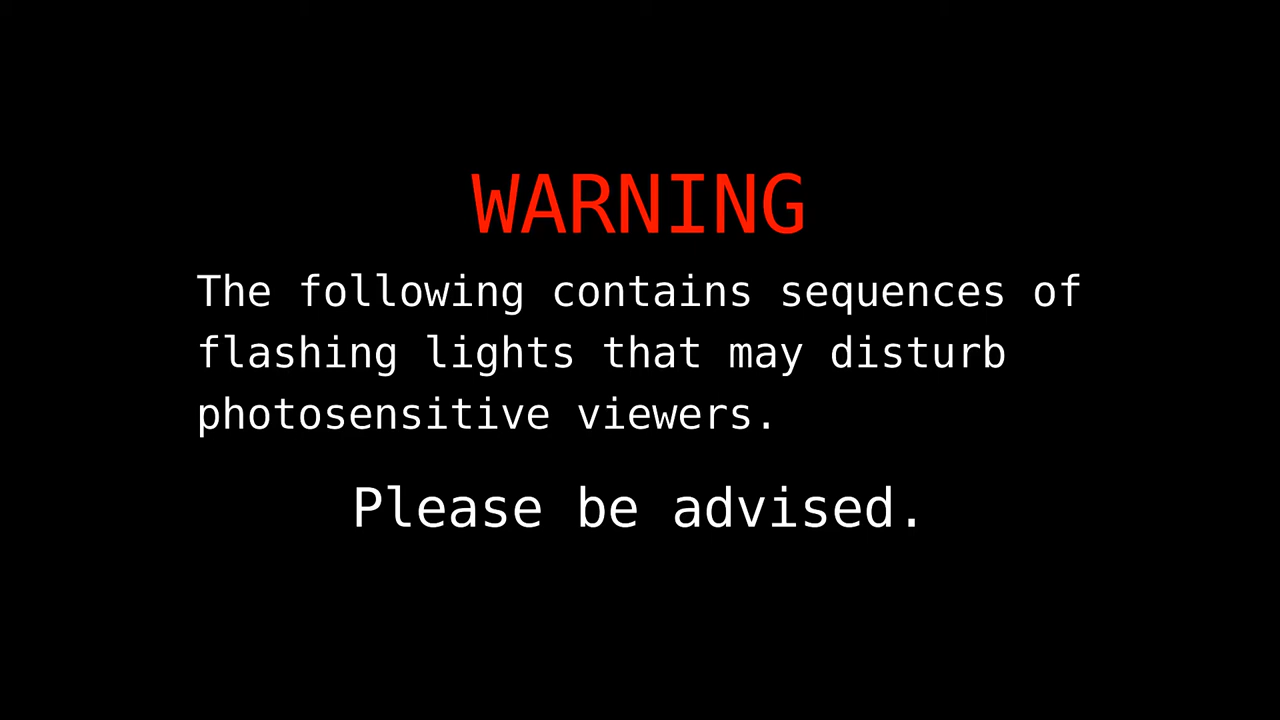 WARNING
The following contains sequences of
flashing lights that may disturb
photosensitive viewers.
Please be advised.